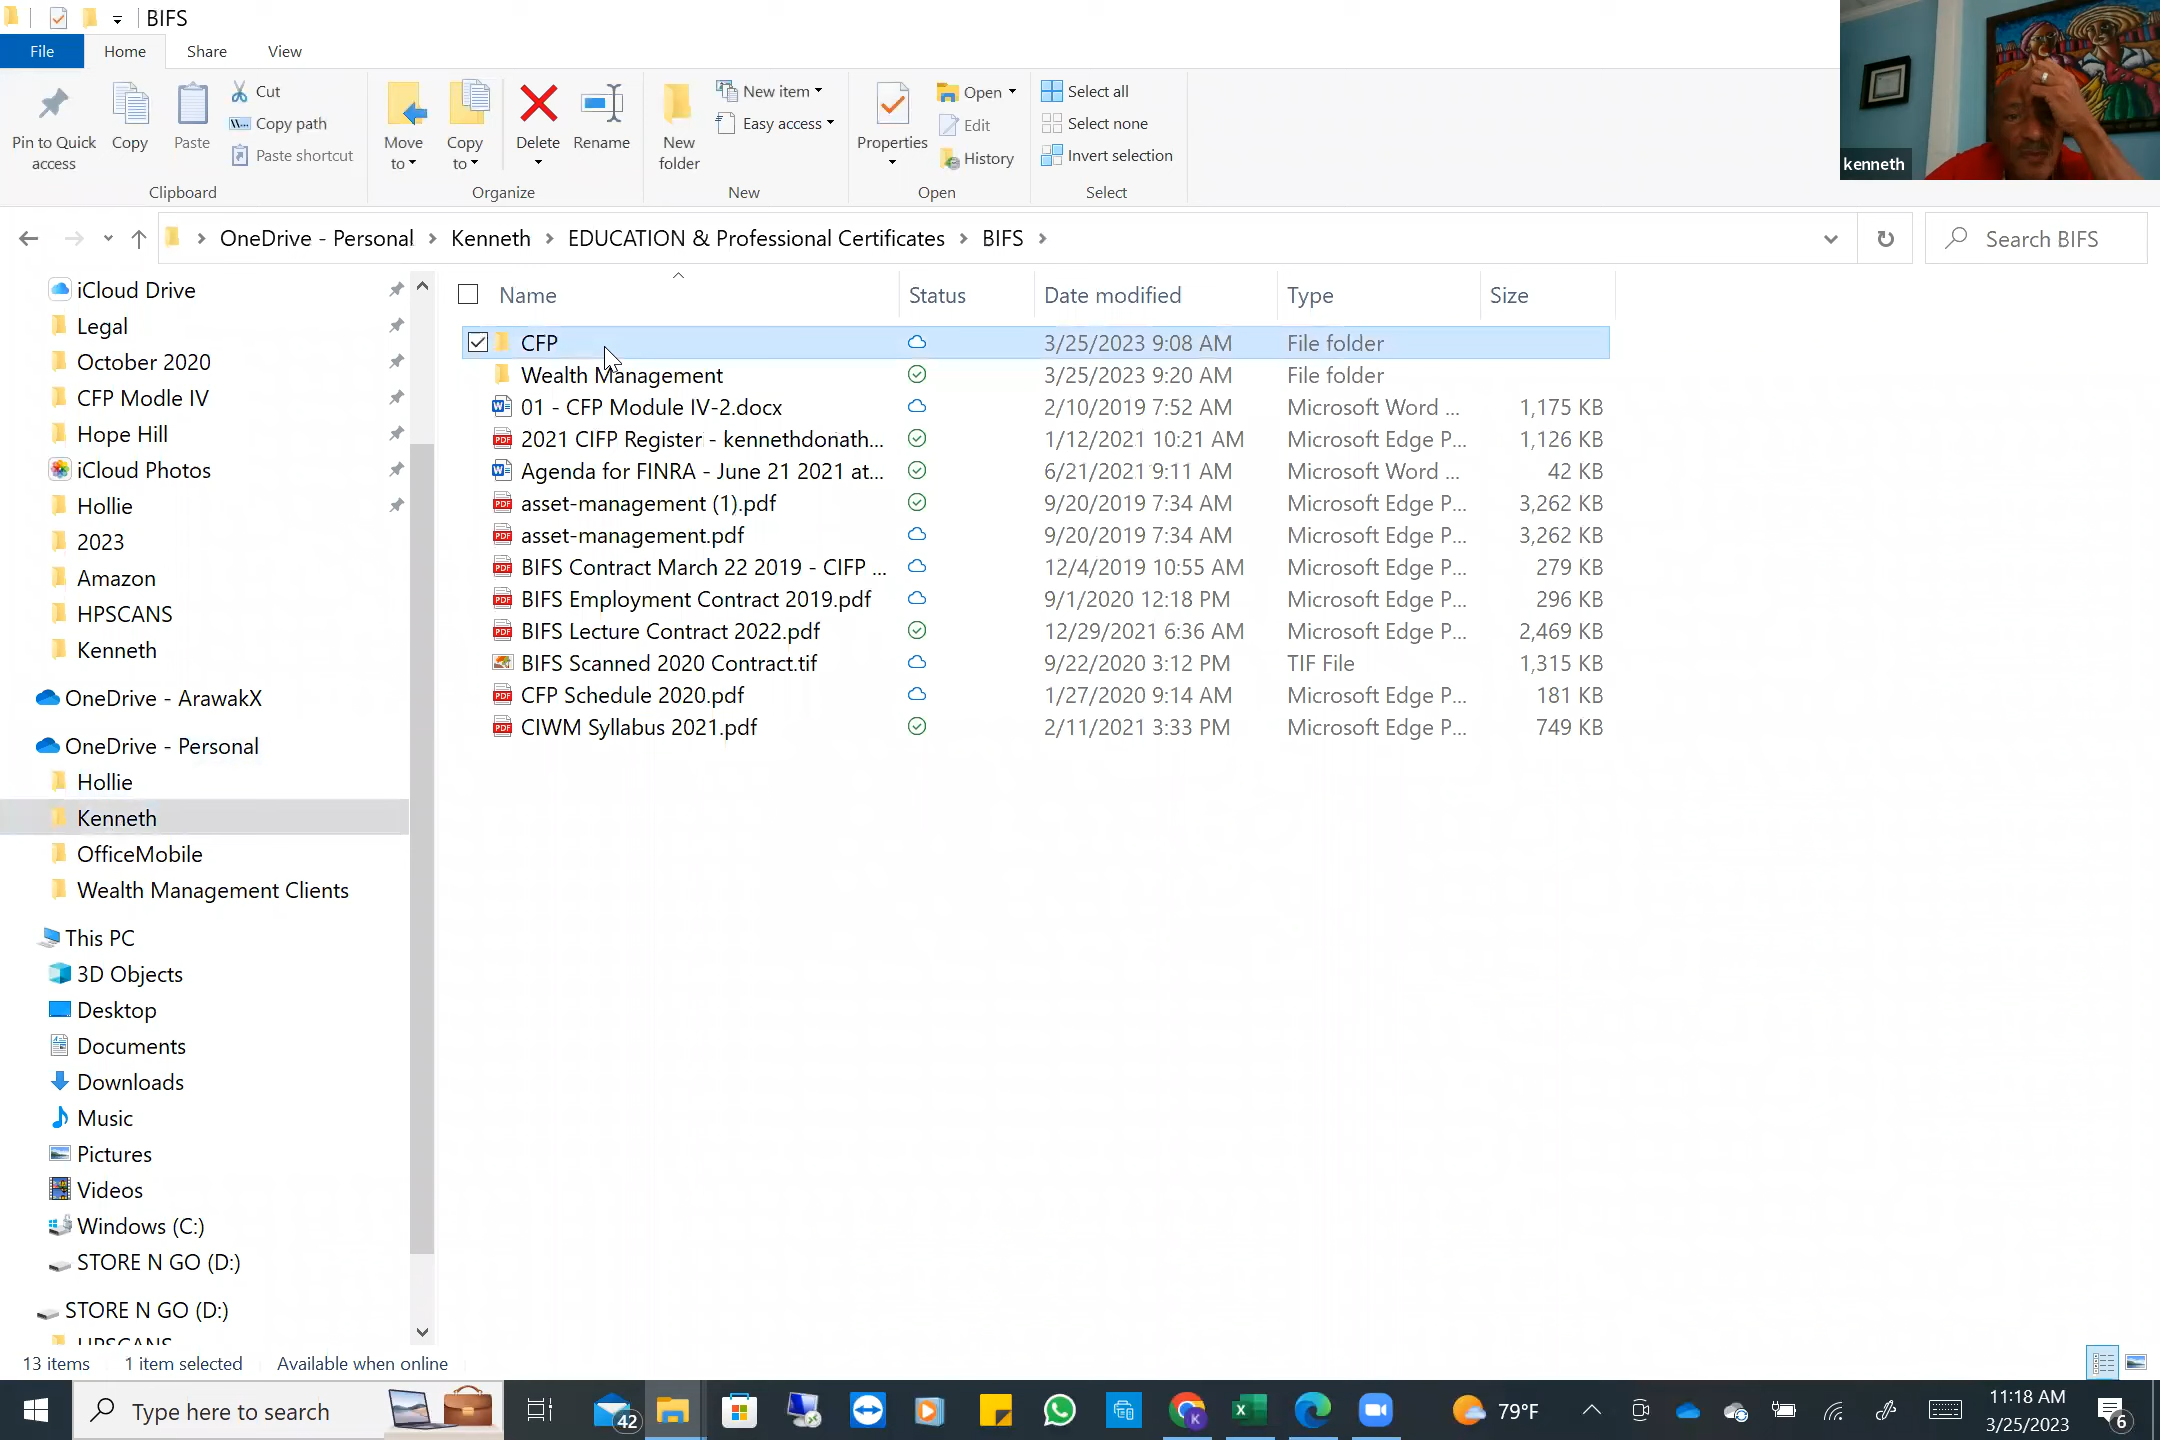 BIFS
File Home Share View
Pin to Quick access
Copy
Paste
Cut
Copy path
Paste shortcut
Clipboard
Move to
Copy to
Delete
Rename
Organize
New folder
New item
Easy access
New
Properties
Open
Edit
History
Open
Select all
Select none
Invert selection
Select
kenneth
OneDrive - Personal Kenneth EDUCATION & Professional Certificates BIFS
Search BIFS
iCloud Drive
Legal
October 2020
CFP Modle IV
Hope Hill
iCloud Photos
Hollie
2023
Amazon
HPSCANS
Kenneth
OneDrive - ArawakX
OneDrive - Personal
Hollie
Kenneth
OfficeMobile
Wealth Management Clients
This PC
3D Objects
Desktop
Documents
Downloads
Music
Pictures
Videos
Windows (C:)
STORE N GO (D:)
STORE N GO (D:)
HPSCANS
Name Status Date modified Type Size
CFP 3/25/2023 9:08 AM File folder
Wealth Management 3/25/2023 9:20 AM File folder
01 - CFP Module IV-2.docx 2/10/2019 7:52 AM Microsoft Word ... 1,175 KB
2021 CIFP Register - kennethdonath... 1/12/2021 10:21 AM Microsoft Edge P... 1,126 KB
Agenda for FINRA - June 21 2021 at... 6/21/2021 9:11 AM Microsoft Word ... 42 KB
asset-management (1).pdf 9/20/2019 7:34 AM Microsoft Edge P... 3,262 KB
asset-management.pdf 9/20/2019 7:34 AM Microsoft Edge P... 3,262 KB
BIFS Contract March 22 2019 - CIFP ... 12/4/2019 10:55 AM Microsoft Edge P... 279 KB
BIFS Employment Contract 2019.pdf 9/1/2020 12:18 PM Microsoft Edge P... 296 KB
BIFS Lecture Contract 2022.pdf 12/29/2021 6:36 AM Microsoft Edge P... 2,469 KB
BIFS Scanned 2020 Contract.tif 9/22/2020 3:12 PM TIF File 1,315 KB
CFP Schedule 2020.pdf 1/27/2020 9:14 AM Microsoft Edge P... 181 KB
CIWM Syllabus 2021.pdf 2/11/2021 3:33 PM Microsoft Edge P... 749 KB
13 items 1 item selected Available when online
Type here to search
42
79°F
11:18 AM
3/25/2023
6